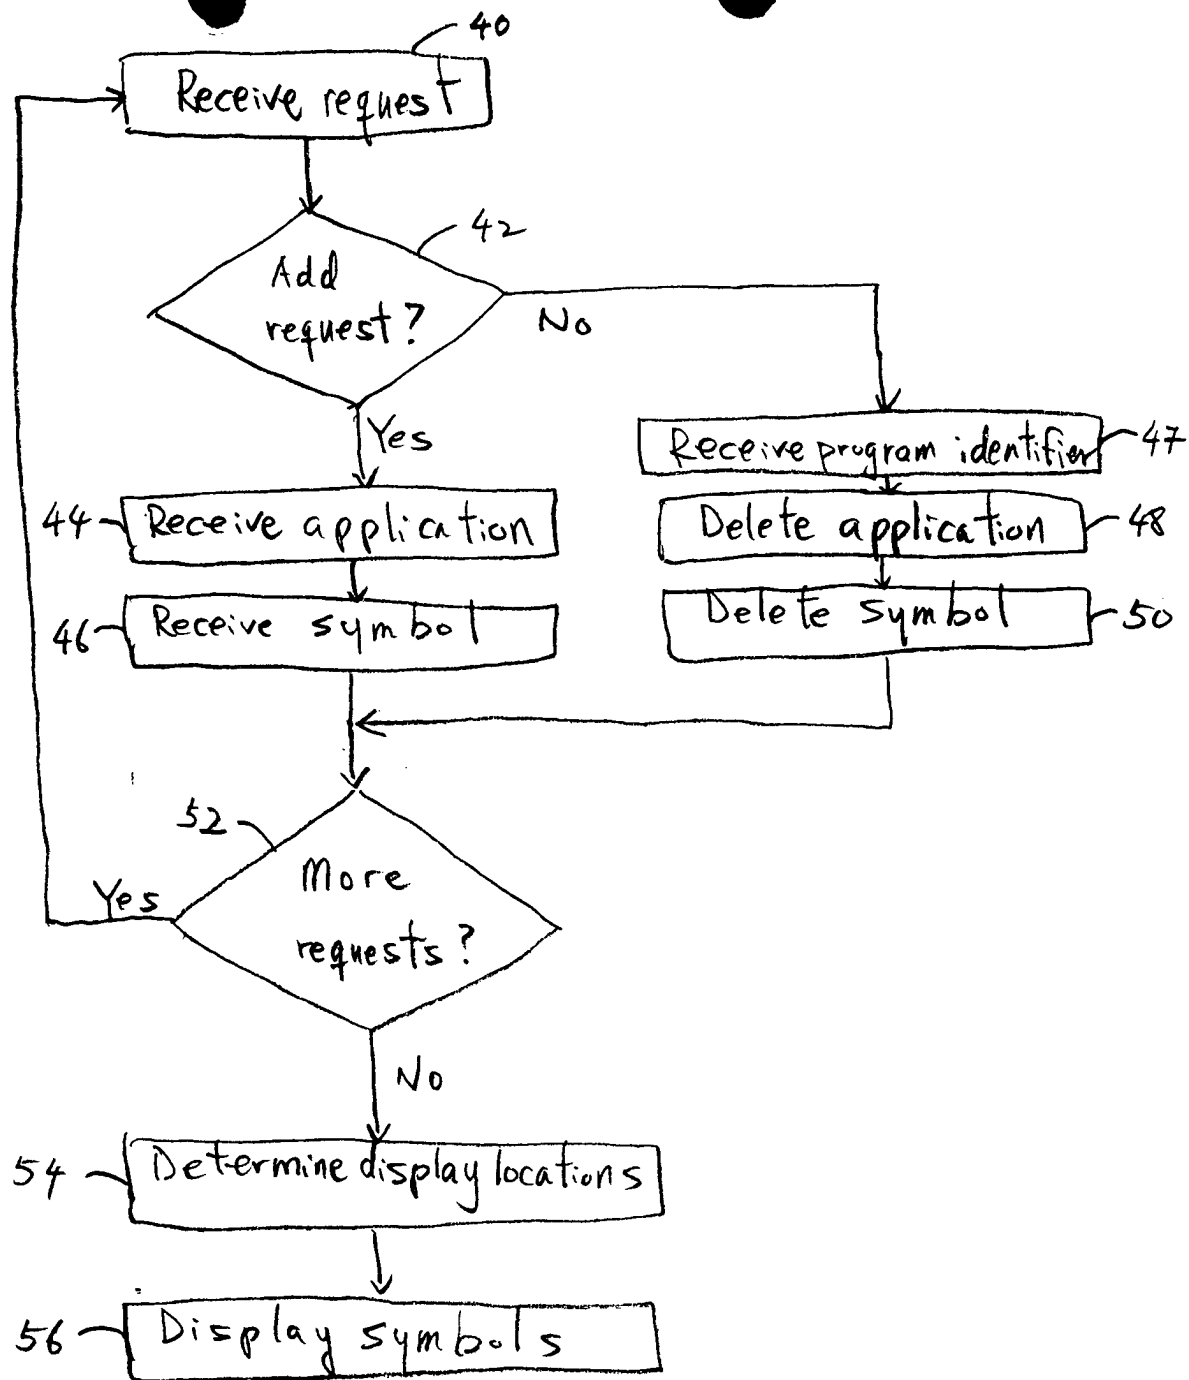 40
Receive request
42
Add
request?
No
Yes
Receive program identifier
47
44
Receive application
Delete application
48
46
Receive symbol
Delete symbol
50
52
More
requests?
Yes
No
54
Determine display locations
56
Display symbols